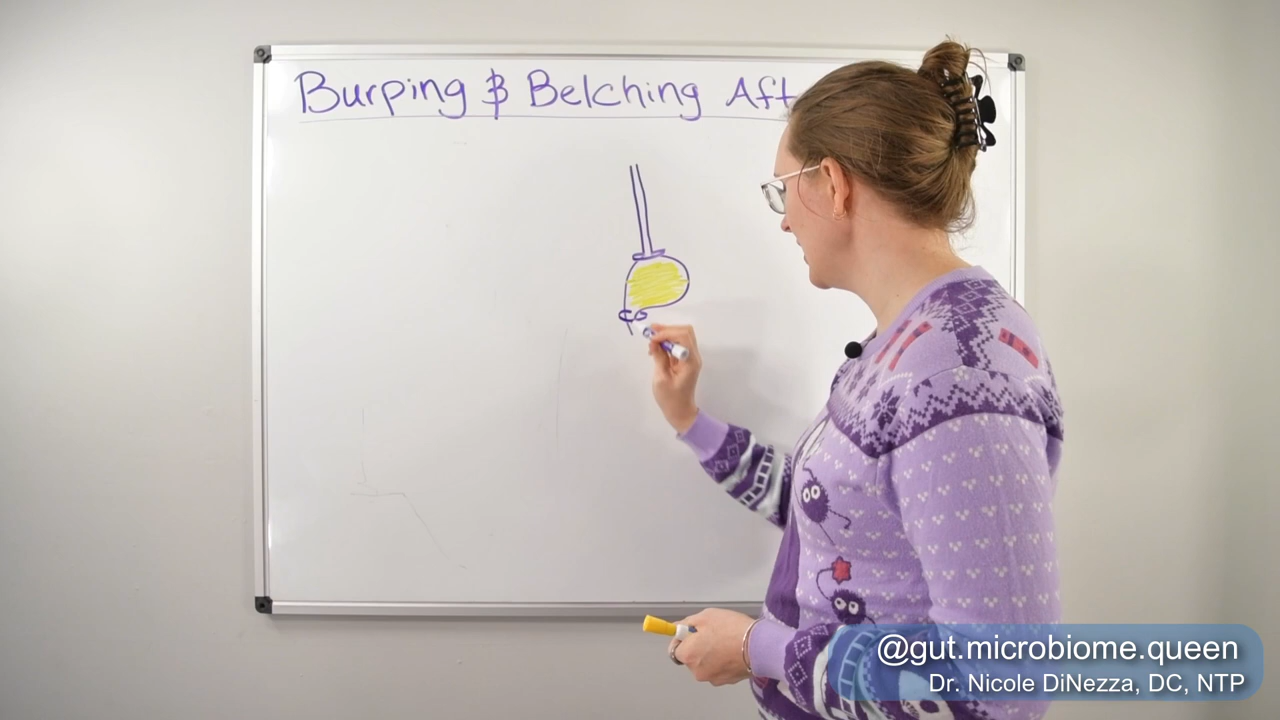 Burping & Belching Aft
@gut.microbiome.queen
Dr. Nicole DiNezza, DC, NTP